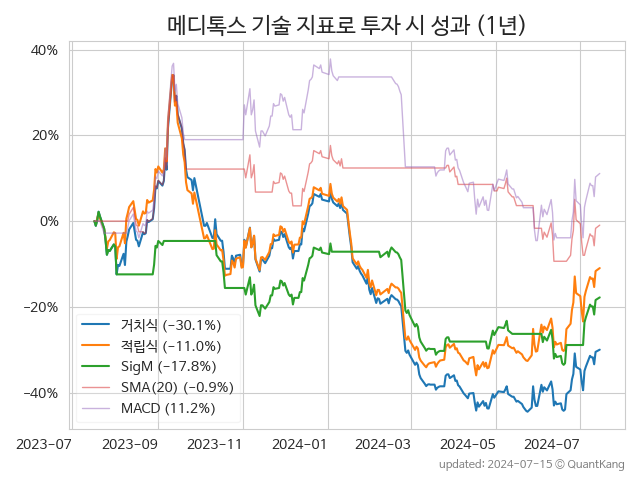 메디톡스 기술 지표로 투자 시 성과 (1년)
40%
20%
0%
−20%
−40%
거치식 (−30.1%)
적립식 (−11.0%)
SigM (−17.8%)
SMA(20) (−0.9%)
MACD (11.2%)
2023-07 2023-09 2023-11 2024-01 2024-03 2024-05 2024-07
updated: 2024-07-15 © QuantKang